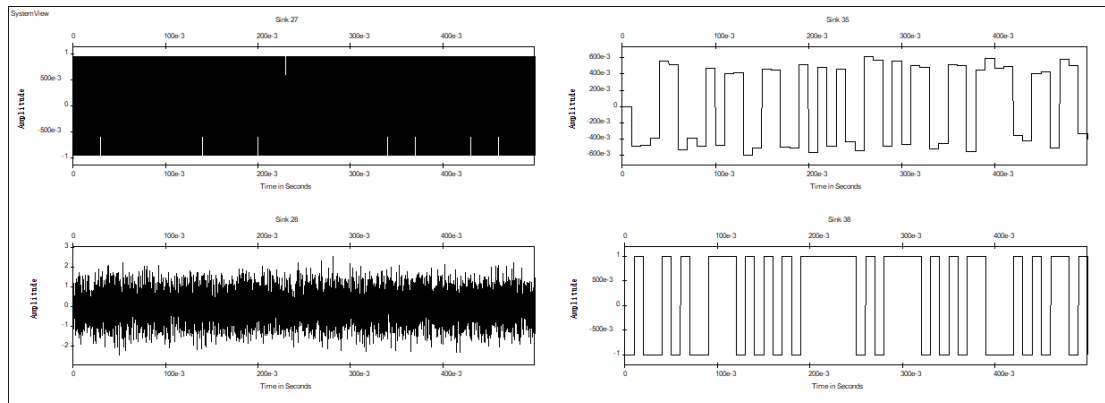 SystemView
Sink 27
0 100e-3 200e-3 300e-3 400e-3
1
500e-3
0
-500e-3
-1
Amplitude
0 100e-3 200e-3 300e-3 400e-3
Time in Seconds
Sink 35
0 100e-3 200e-3 300e-3 400e-3
600e-3
400e-3
200e-3
0
-200e-3
-400e-3
-600e-3
Amplitude
0 100e-3 200e-3 300e-3 400e-3
Time in Seconds
Sink 28
0 100e-3 200e-3 300e-3 400e-3
3
2
1
0
-1
-2
Amplitude
0 100e-3 200e-3 300e-3 400e-3
Time in Seconds
Sink 38
0 100e-3 200e-3 300e-3 400e-3
1
500e-3
0
-500e-3
-1
Amplitude
0 100e-3 200e-3 300e-3 400e-3
Time in Seconds